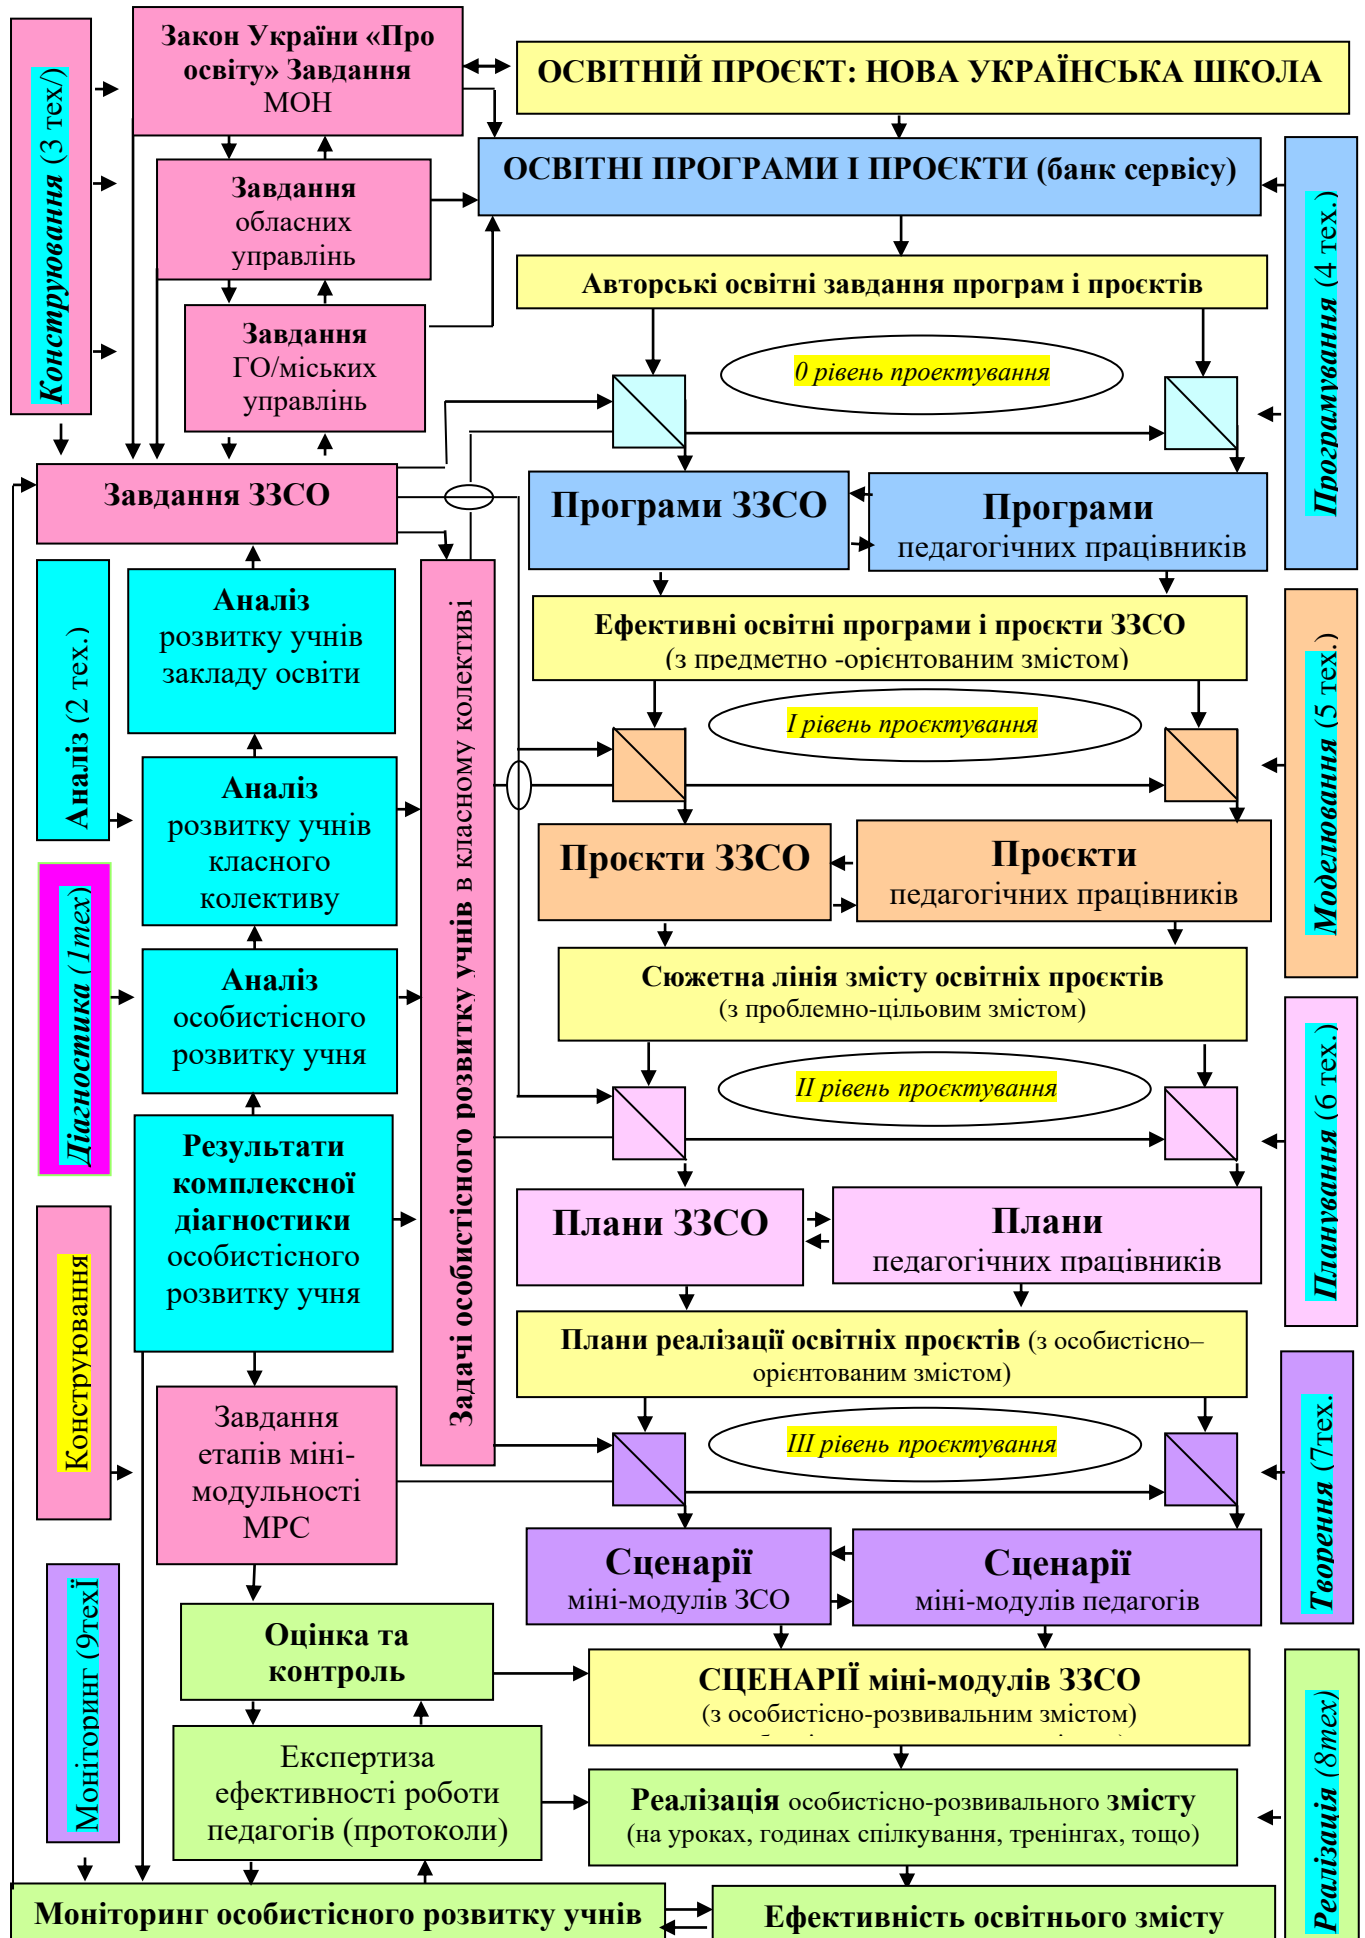 Конструювання (3 тех/)
Закон України «Про
освіту» Завдання
МОН
ОСВІТНІЙ ПРОЄКТ: НОВА УКРАЇНСЬКА ШКОЛА
ОСВІТНІ ПРОГРАМИ І ПРОЄКТИ (банк сервісу)
Завдання
обласних
управлінь
Програмування (4 тех.)
Авторські освітні завдання програм і проєктів
Завдання
ГО/міських
управлінь
0 рівень проектування
Завдання ЗЗСО
Програми ЗЗСО
Програми
педагогічних працівників
Аналіз (2 тех.)
Аналіз
розвитку учнів
закладу освіти
Задачі особистісного розвитку учнів в класному колективі
Ефективні освітні програми і проєкти ЗЗСО
(з предметно -орієнтованим змістом)
Моделювання (5 тех.)
І рівень проєктування
Аналіз
розвитку учнів
класного
колективу
Проєкти ЗЗСО
Проєкти
педагогічних працівників
Діагностика (1тех)
Аналіз
особистісного
розвитку учня
Сюжетна лінія змісту освітніх проєктів
(з проблемно-цільовим змістом)
Планування (6 тех.)
ІІ рівень проєктування
Результати
комплексної
діагностики
особистісного
розвитку учня
Плани ЗЗСО
Плани
педагогічних працівників
Конструювання
Плани реалізації освітніх проєктів (з особистісно–
орієнтованим змістом)
Творення (7тех.
Завдання
етапів міні-
модульності
МРС
ІІІ рівень проєктування
Сценарії
міні-модулів ЗСО
Сценарії
міні-модулів педагогів
Моніторинг (9техЇ
Оцінка та
контроль
СЦЕНАРІЇ міні-модулів ЗЗСО
(з особистісно-розвивальним змістом)
Реалізація (8тех)
Експертиза
ефективності роботи
педагогів (протоколи)
Реалізація особистісно-розвивального змісту
(на уроках, годинах спілкування, тренінгах, тощо)
Моніторинг особистісного розвитку учнів
Ефективність освітнього змісту